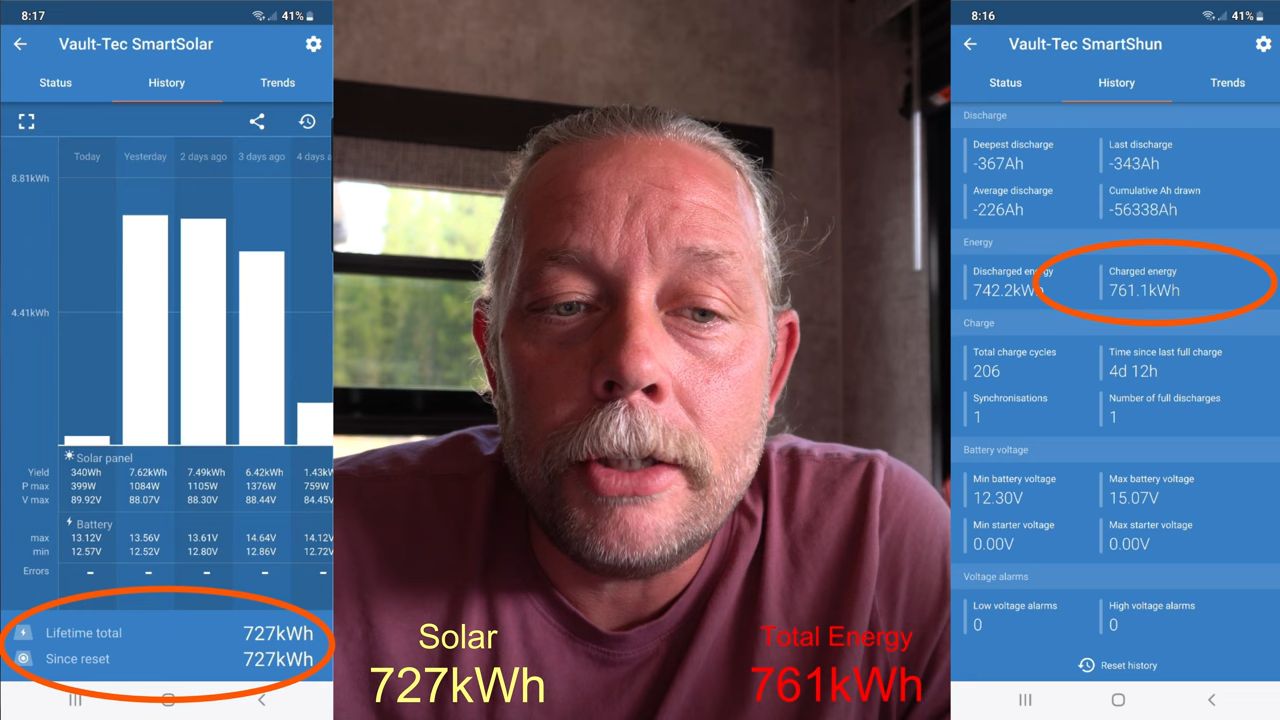 8:17
41%
Vault-Tec SmartSolar
Status History Trends
Today Yesterday 2 days ago 3 days ago 4 days a
8.81kWh
4.41kWh
Solar panel
Yield 340Wh 7.62kWh 7.49kWh 6.42kWh 1.43kW
P max 399W 1084W 1105W 1376W 759W
V max 89.92V 88.07V 88.30V 88.44V 84.45V
Battery
max 13.12V 13.56V 13.61V 14.64V 14.12V
min 12.57V 12.52V 12.80V 12.86V 12.72V
Errors – – – – –
Lifetime total 727kWh
Since reset 727kWh
Solar
727kWh
Total Energy
761kWh
8:16
41%
Vault-Tec SmartShun
Status History Trends
Discharge
Deepest discharge Last discharge
-367Ah -343Ah
Average discharge Cumulative Ah drawn
-226Ah -56338Ah
Energy
Discharged energy Charged energy
742.2kWh 761.1kWh
Charge
Total charge cycles Time since last full charge
206 4d 12h
Synchronisations Number of full discharges
1 1
Battery voltage
Min battery voltage Max battery voltage
12.30V 15.07V
Min starter voltage Max starter voltage
0.00V 0.00V
Voltage alarms
Low voltage alarms High voltage alarms
0 0
Reset history